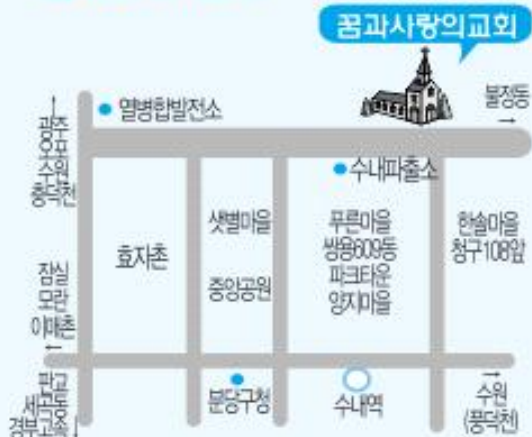 꿈과사랑의교회
불정동
→
열병합발전소
↑
광주
오포
수원
충덕천
수내파출소
효자촌
샛별마을
중앙공원
푸른마을
쌍용609동
파크타운
양지마을
한솔마을
청구108앞
잠실
모란
이매촌
←
판교
세곡동
경부고속↓
분당구청
수내역
→
수원
(풍덕천)